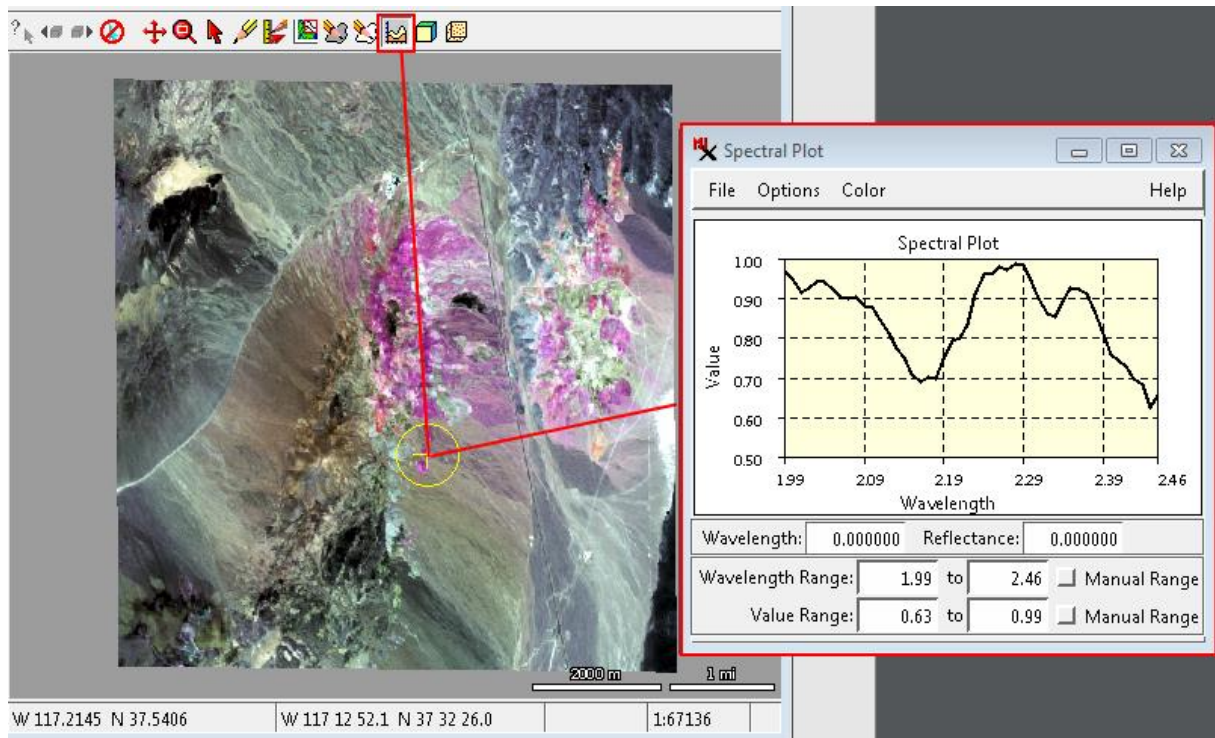 ?
Spectral Plot
File Options Color Help
Spectral Plot
1.00
0.90
0.80
0.70
0.60
0.50
Value
1.99 2.09 2.19 2.29 2.39 2.46
Wavelength
Wavelength: 0.000000 Reflectance: 0.000000
Wavelength Range: 1.99 to 2.46 Manual Range
Value Range: 0.63 to 0.99 Manual Range
2000 m 1 mi
W 117.2145 N 37.5406 W 117 12 52.1 N 37 32 26.0 1:67136